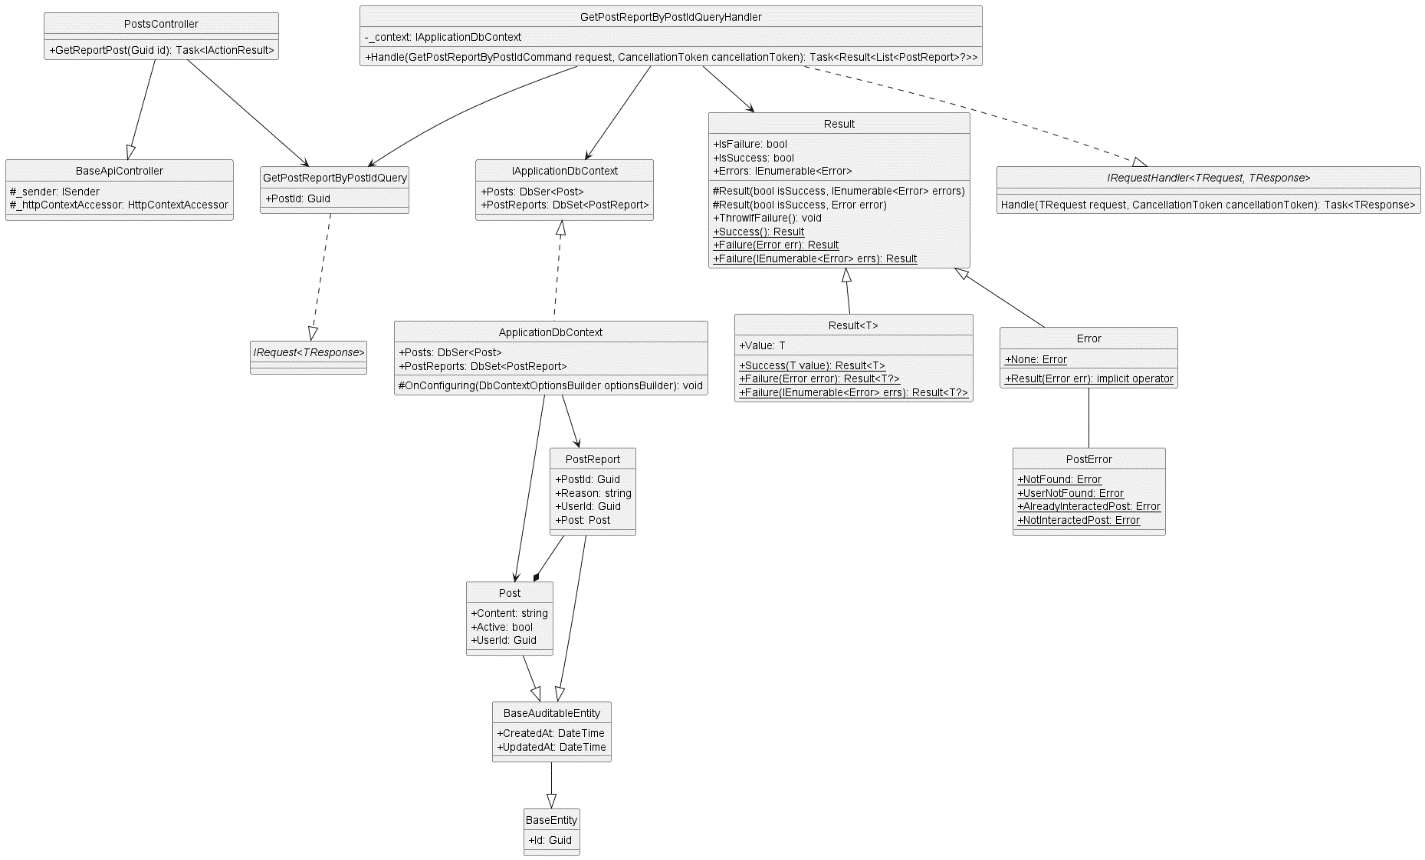 PostsController
+GetReportPost(Guid id): Task<IActionResult>
GetPostReportByPostIdQueryHandler
-_context: IApplicationDbContext
+Handle(GetPostReportByPostIdCommand request, CancellationToken cancellationToken): Task<Result<List<PostReport>?>>
BaseApiController
#_sender: ISender
#_httpContextAccessor: HttpContextAccessor
GetPostReportByPostIdQuery
+PostId: Guid
IApplicationDbContext
+Posts: DbSer<Post>
+PostReports: DbSet<PostReport>
Result
+IsFailure: bool
+IsSuccess: bool
+Errors: IEnumerable<Error>
#Result(bool isSuccess, IEnumerable<Error> errors)
#Result(bool isSuccess, Error error)
+ThrowIfFailure(): void
+Success(): Result
+Failure(Error err): Result
+Failure(IEnumerable<Error> errs): Result
IRequestHandler<TRequest, TResponse>
Handle(TRequest request, CancellationToken cancellationToken): Task<TResponse>
IRequest<TResponse>
ApplicationDbContext
+Posts: DbSer<Post>
+PostReports: DbSet<PostReport>
#OnConfiguring(DbContextOptionsBuilder optionsBuilder): void
Result<T>
+Value: T
+Success(T value): Result<T>
+Failure(Error error): Result<T?>
+Failure(IEnumerable<Error> errs): Result<T?>
Error
+None: Error
+Result(Error err): implicit operator
PostReport
+PostId: Guid
+Reason: string
+UserId: Guid
+Post: Post
PostError
+NotFound: Error
+UserNotFound: Error
+AlreadyInteractedPost: Error
+NotInteractedPost: Error
Post
+Content: string
+Active: bool
+UserId: Guid
BaseAuditableEntity
+CreatedAt: DateTime
+UpdatedAt: DateTime
BaseEntity
+Id: Guid